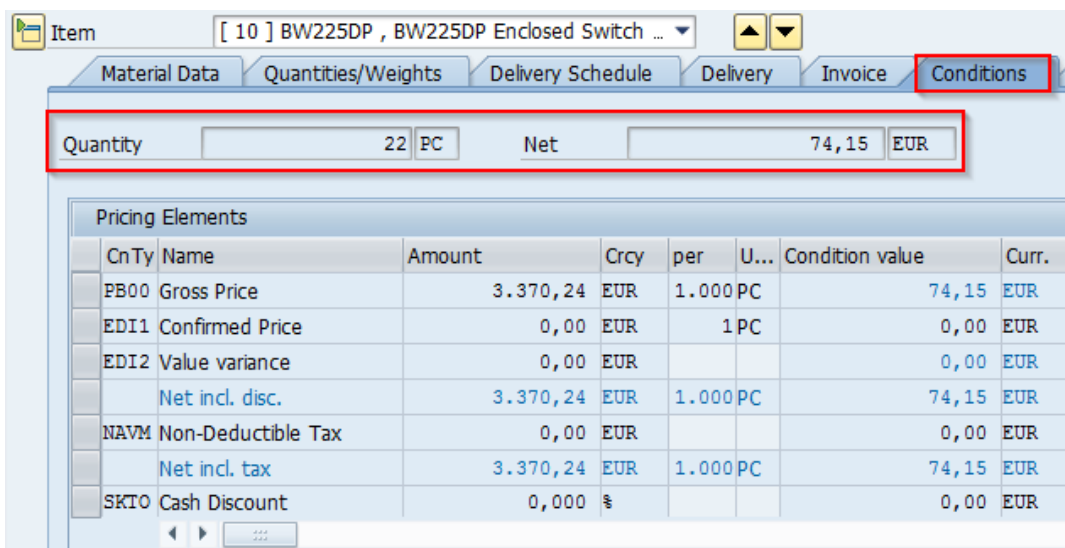 Item [ 10 ] BW225DP , BW225DP Enclosed Switch ...
Material Data Quantities/Weights Delivery Schedule Delivery Invoice Conditions
Quantity 22 PC Net 74,15 EUR
Pricing Elements
CnTy Name Amount Crcy per U... Condition value Curr.
PB00 Gross Price 3.370,24 EUR 1.000 PC 74,15 EUR
EDI1 Confirmed Price 0,00 EUR 1 PC 0,00 EUR
EDI2 Value variance 0,00 EUR 0,00 EUR
Net incl. disc. 3.370,24 EUR 1.000 PC 74,15 EUR
NAVM Non-Deductible Tax 0,00 EUR 0,00 EUR
Net incl. tax 3.370,24 EUR 1.000 PC 74,15 EUR
SKTO Cash Discount 0,000 % 0,00 EUR